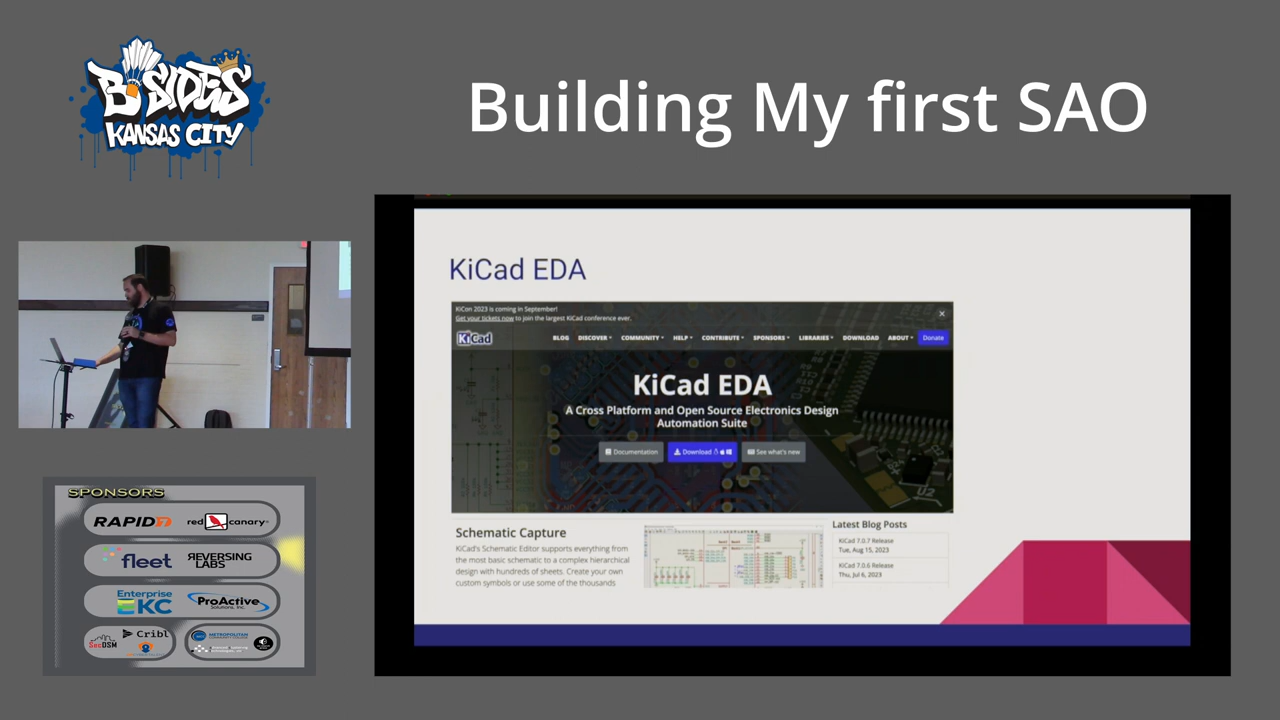 B·SIDES
KANSAS CITY
Building My first SAO
KiCad EDA
KiCon 2023 is coming in September!
Get your tickets now to join the largest KiCad conference ever.
KiCad
BLOG DISCOVER COMMUNITY HELP CONTRIBUTE SPONSORS LIBRARIES DOWNLOAD ABOUT Donate
KiCad EDA
A Cross Platform and Open Source Electronics Design
Automation Suite
Documentation Download See what's new
U2
Schematic Capture
KiCad's Schematic Editor supports everything from
the most basic schematic to a complex hierarchical
design with hundreds of sheets. Create your own
custom symbols or use some of the thousands
Latest Blog Posts
KiCad 7.0.7 Release
Tue, Aug 15, 2023
KiCad 7.0.6 Release
Thu, Jul 6, 2023
SPONSORS
RAPID7 red canary
fleet REVERSING
LABS
Enterprise
KC
ProActive
Solutions, Inc.
SecDSM
Cribl
METROPOLITAN
COMMUNITY COLLEGE